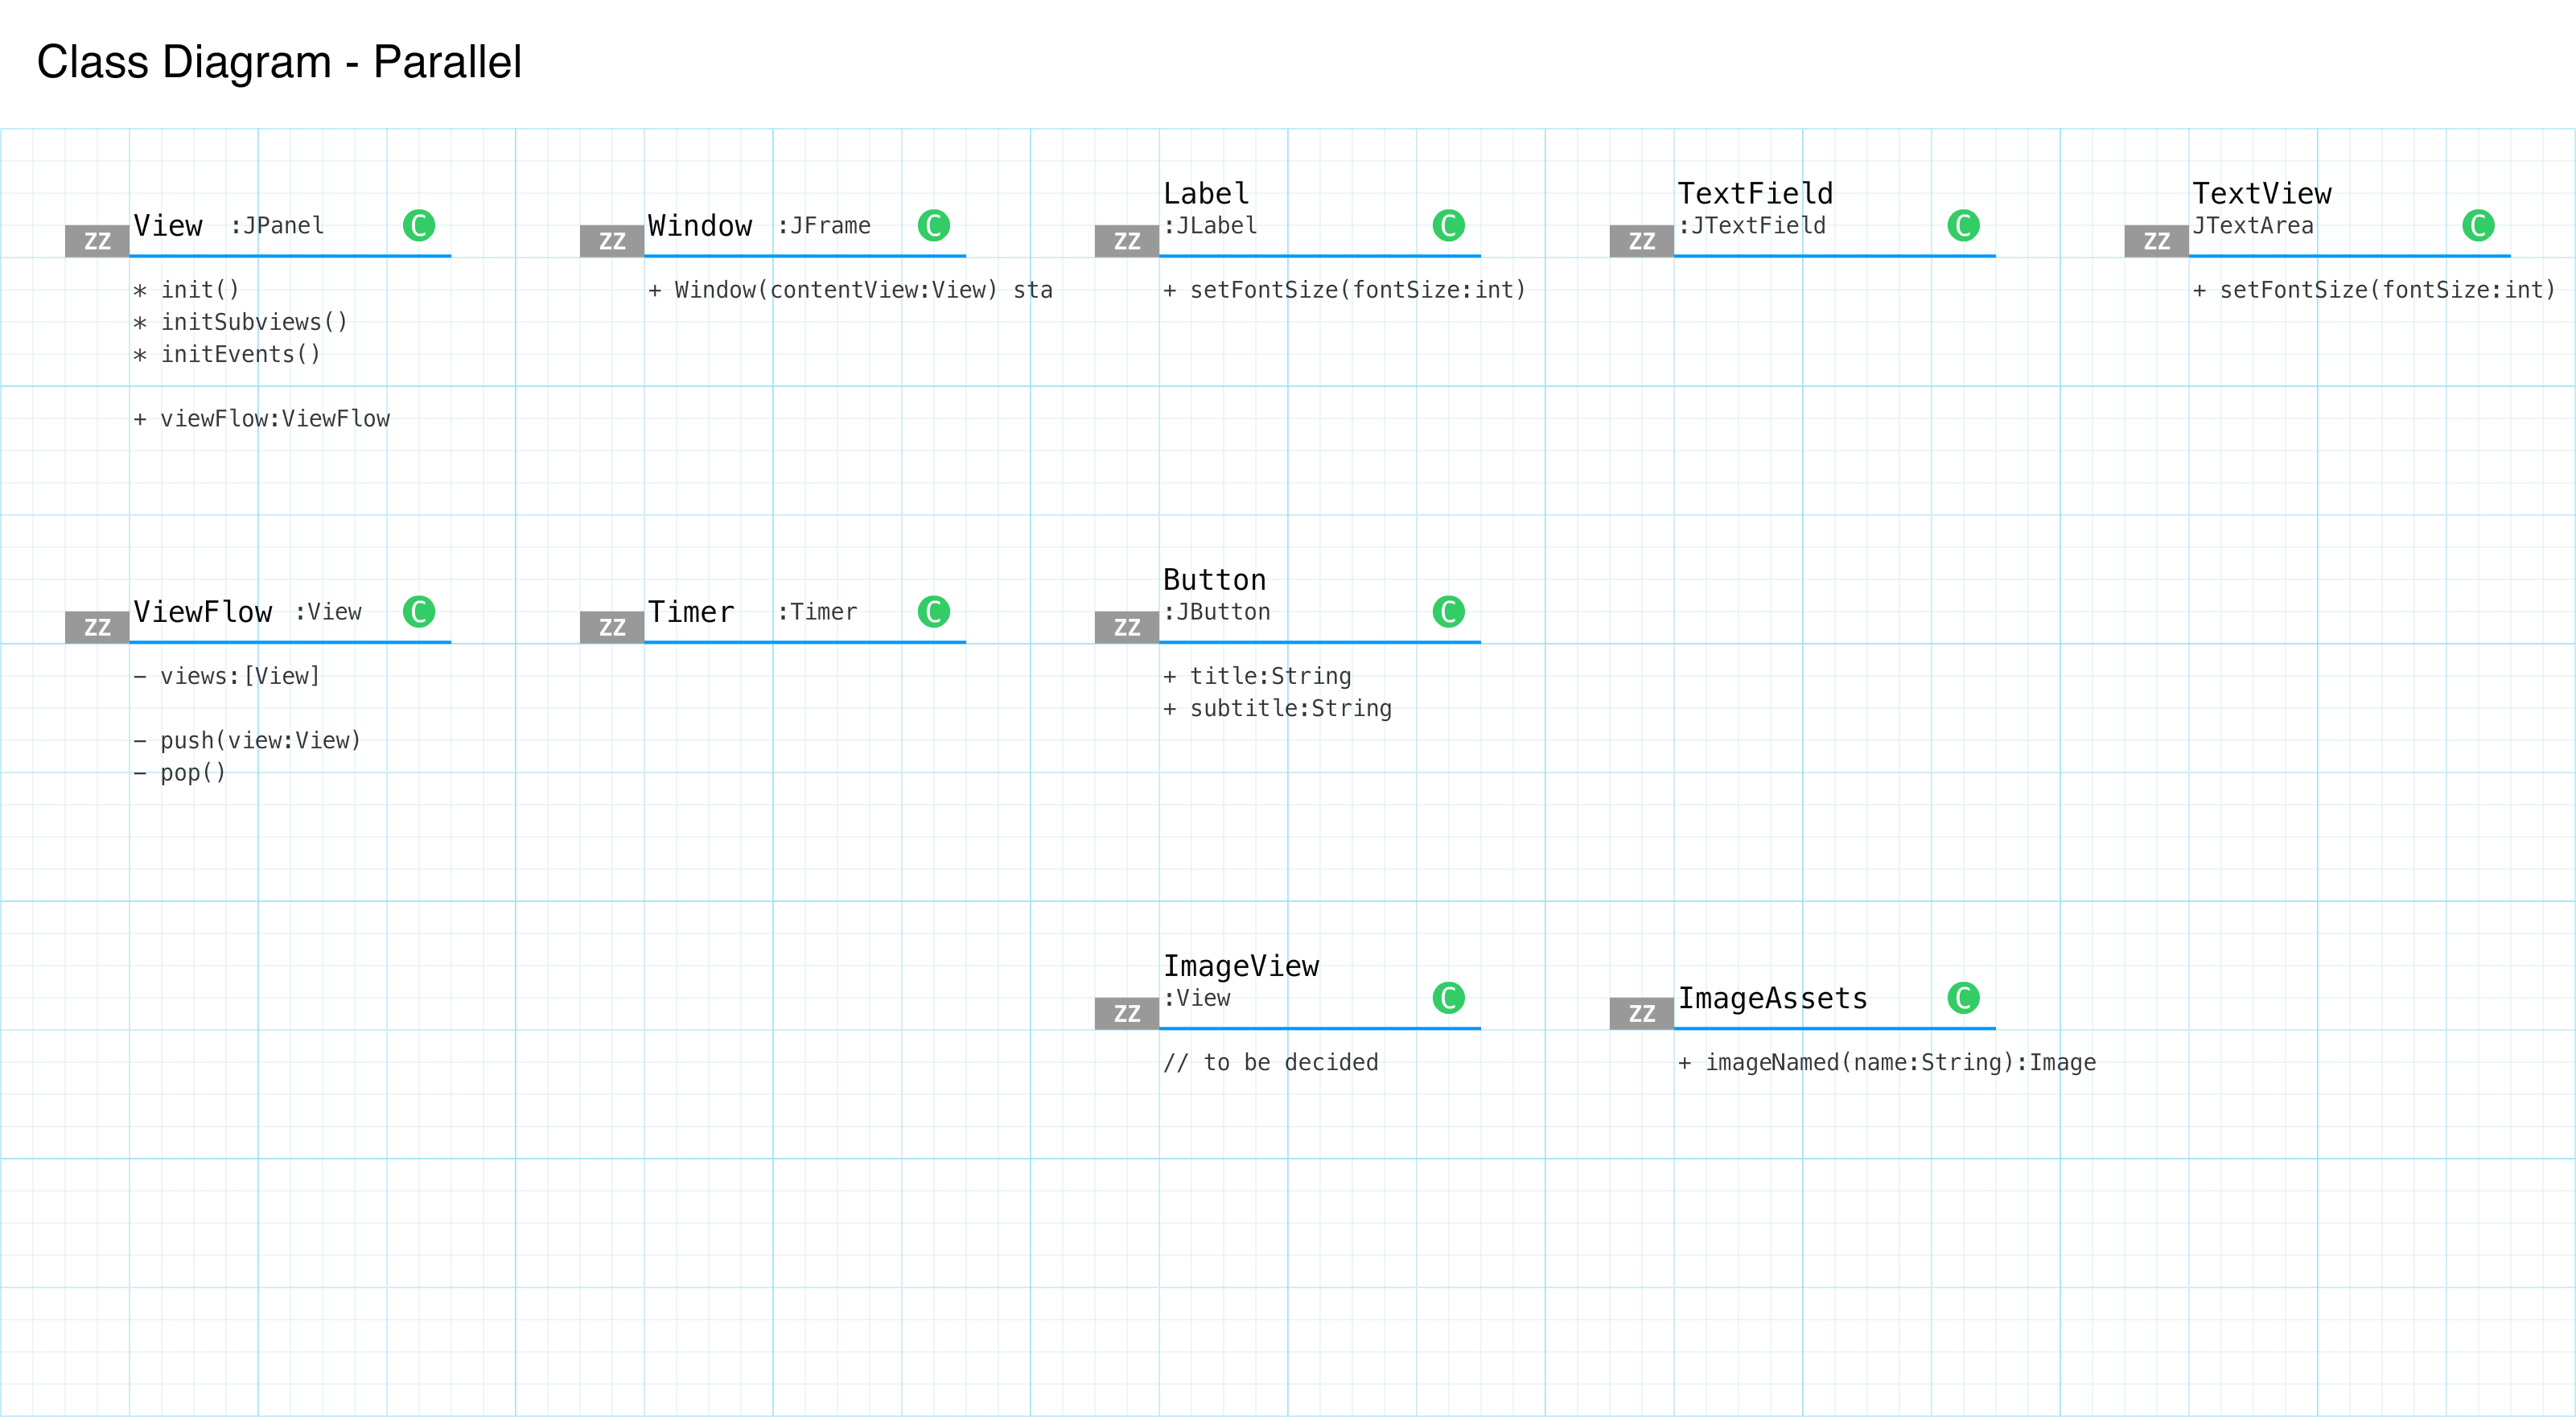 Class Diagram - Parallel
ZZ View :JPanel C
* init()
* initSubviews()
* initEvents()
+ viewFlow:ViewFlow
ZZ Window :JFrame C
+ Window(contentView:View) sta
Label
ZZ :JLabel C
+ setFontSize(fontSize:int)
TextField
ZZ :JTextField C
TextView
ZZ JTextArea C
+ setFontSize(fontSize:int)
ZZ ViewFlow :View C
− views:[View]
− push(view:View)
− pop()
ZZ Timer :Timer C
Button
ZZ :JButton C
+ title:String
+ subtitle:String
ImageView
ZZ :View C
// to be decided
ZZ ImageAssets C
+ imageNamed(name:String):Image